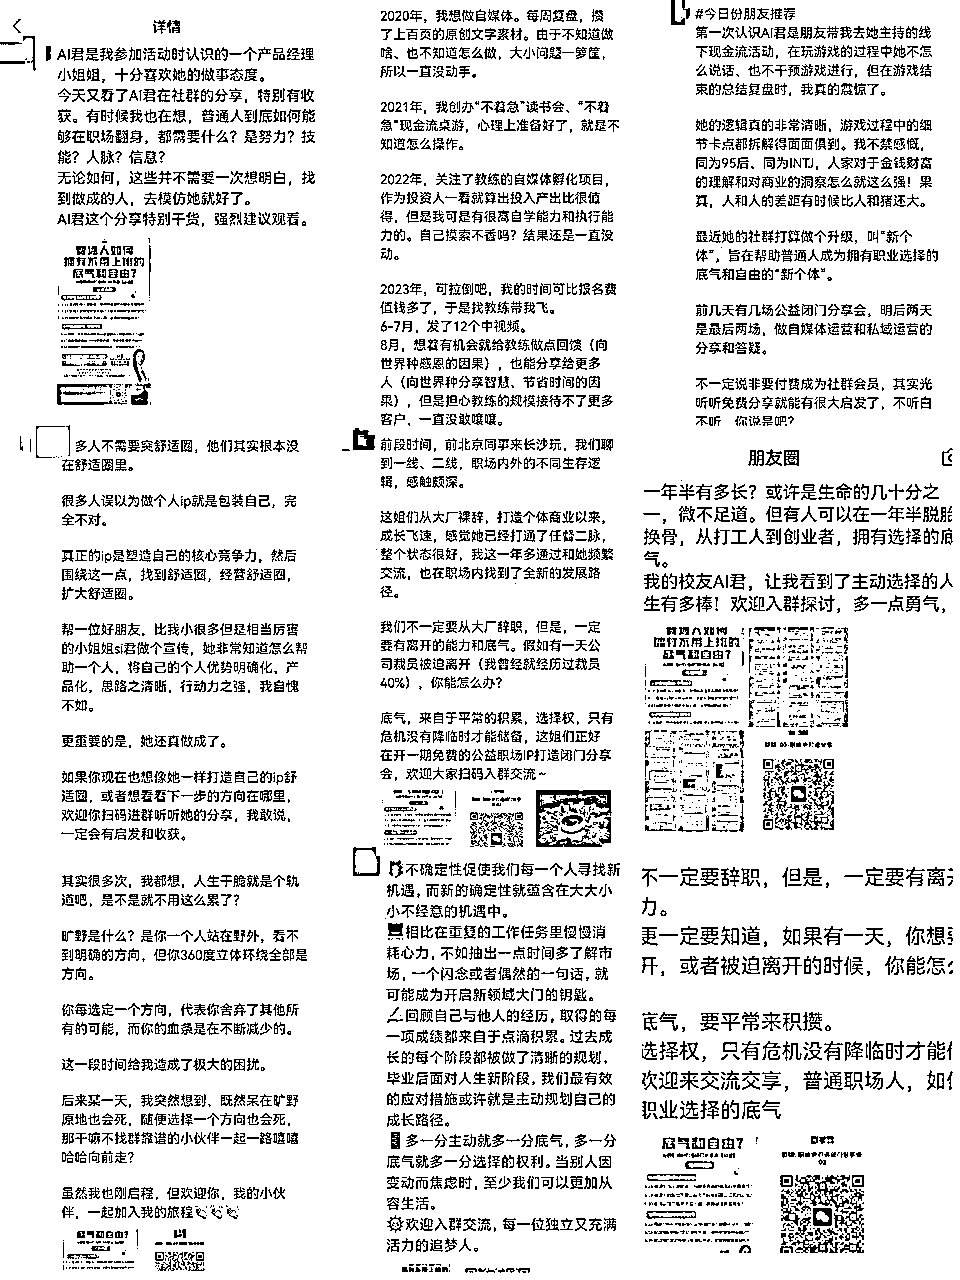 详情
AI君是我参加活动时认识的一个产品经理
小姐姐，十分喜欢她的做事态度。
今天又看了AI君在社群的分享，特别有收
获。有时候我也在想，普通人到底如何能
够在职场翻身，都需要什么？是努力？技
能？人脉？信息？
无论如何，这些并不需要一次想明白，找
到做成的人，去模仿她就好了。
AI君这个分享特别干货，强烈建议观看。
普通人如何
拥有不用上班的
底气和自由？
多人不需要突舒适圈，他们其实根本没
在舒适圈里。
很多人误以为做个人ip就是包装自己，完
全不对。
真正的ip是塑造自己的核心竞争力，然后
围绕这一点，找到舒适圈，经营舒适圈，
扩大舒适圈。
帮一位好朋友，比我小很多但是相当厉害
的小姐姐si君做个宣传，她非常知道怎么帮
助一个人，将自己的个人优势明确化，产
品化，思路之清晰，行动力之强，我自愧
不如。
更重要的是，她还真做成了。
如果你现在也想像她一样打造自己的ip舒
适圈，或者想看看下一步的方向在哪里，
欢迎你扫码进群听听她的分享，我敢说，
一定会有启发和收获。
其实很多次，我都想，人生干脆就是个轨
道吧，是不是就不用这么累了？
旷野是什么？是你一个人站在野外，看不
到明确的方向，但你360度立体环绕全部是
方向。
你每选定一个方向，代表你舍弃了其他所
有的可能，而你的血条是在不断减少的。
这一段时间给我造成了极大的困扰。
后来某一天，我突然想到，既然呆在旷野
原地也会死，随便选择一个方向也会死，
那干嘛不找群靠谱的小伙伴一起一路嘻嘻
哈哈向前走？
虽然我也刚启程，但欢迎你，我的小伙
伴，一起加入我的旅程
底气和自由？
2020年，我想做自媒体。每周复盘，攒
了上百页的原创文字素材。由于不知道做
啥、也不知道怎么做，大小问题一箩筐，
所以一直没动手。
2021年，我创办“不着急”读书会、“不着
急”现金流桌游，心理上准备好了，就是不
知道怎么操作。
2022年，关注了教练的自媒体孵化项目，
作为投资人一看就算出投入产出比很值
得，但是我可是有很高自学能力和执行能
力的。自己摸索不香吗？结果还是一直没
动。
2023年，可拉倒吧，我的时间可比报名费
值钱多了，于是找教练带我飞。
6-7月，发了12个中视频。
8月，想着有机会就给教练做点回馈（向
世界种感恩的因果），也能分享给更多
人（向世界种分享智慧、节省时间的因
果），但是担心教练的规模接待不了更多
客户，一直没敢嚷嚷。
前段时间，前北京同事来长沙玩，我们聊
到一线、二线，职场内外的不同生存逻
辑，感触颇深。
这姐们从大厂裸辞，打造个体商业以来，
成长飞速，感觉她已经打通了任督二脉，
整个状态很好，我这一年多通过和她频繁
交流，也在职场内找到了全新的发展路
径。
我们不一定要从大厂辞职，但是，一定
要有离开的能力和底气。假如有一天公
司裁员被迫离开（我曾经就经历过裁员
40%），你能怎么办？
底气，来自于平常的积累，选择权，只有
危机没有降临时才能储备，这姐们正好
在开一期免费的公益职场IP打造闭门分享
会，欢迎大家扫码入群交流~
不确定性促使我们每一个人寻找新
机遇，而新的确定性就蕴含在大大小
小不经意的机遇中。
相比在重复的工作任务里慢慢消
耗心力，不如抽出一点时间多了解市
场，一个闪念或者偶然的一句话，就
可能成为开启新领域大门的钥匙。
回顾自己与他人的经历，取得的每
一项成绩都来自于点滴积累。过去成
长的每个阶段都被做了清晰的规划，
毕业后面对人生新阶段，我们最有效
的应对措施或许就是主动规划自己的
成长路径。
多一分主动就多一分底气，多一分
底气就多一分选择的权利。当别人因
变动而焦虑时，至少我们可以更加从
容生活。
欢迎入群交流，每一位独立又充满
活力的追梦人。
#今日份朋友推荐
第一次认识AI君是朋友带我去她主持的线
下现金流活动，在玩游戏的过程中她不怎
么说话、也不干预游戏进行，但在游戏结
束的总结复盘时，我真的震惊了。
她的逻辑真的非常清晰，游戏过程中的细
节卡点都拆解得面面俱到。我不禁感慨，
同为95后、同为INTJ，人家对于金钱财富
的理解和对商业的洞察怎么就这么强！果
真，人和人的差距有时候比人和猪还大。
最近她的社群打算做个升级，叫“新个
体”，旨在帮助普通人成为拥有职业选择的
底气和自由的“新个体”。
前几天有几场公益闭门分享会，明后两天
是最后两场，做自媒体运营和私域运营的
分享和答疑。
不一定说非要付费成为社群会员，其实光
听听免费分享就能有很大启发了，不听白
不听，你说是吧？
朋友圈
一年半有多长？或许是生命的几十分之
一，微不足道。但有人可以在一年半脱胎
换骨，从打工人到创业者，拥有选择的底
气。
我的校友AI君，让我看到了主动选择的人
生有多棒！欢迎入群探讨，多一点勇气，
普通人如何
拥有不用上班的
底气和自由？
不一定要辞职，但是，一定要有离开
力。
更一定要知道，如果有一天，你想要
开，或者被迫离开的时候，你能怎么
底气，要平常来积攒。
选择权，只有危机没有降临时才能
欢迎来交流交享，普通职场人，如何
职业选择的底气
底气和自由？